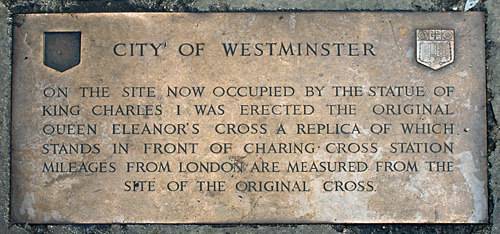 CITY OF WESTMINSTER
ON THE SITE NOW OCCUPIED BY THE STATUE OF
KING CHARLES I WAS ERECTED THE ORIGINAL
QUEEN ELEANOR'S CROSS A REPLICA OF WHICH
STANDS IN FRONT OF CHARING CROSS STATION
MILEAGES FROM LONDON ARE MEASURED FROM THE
SITE OF THE ORIGINAL CROSS.